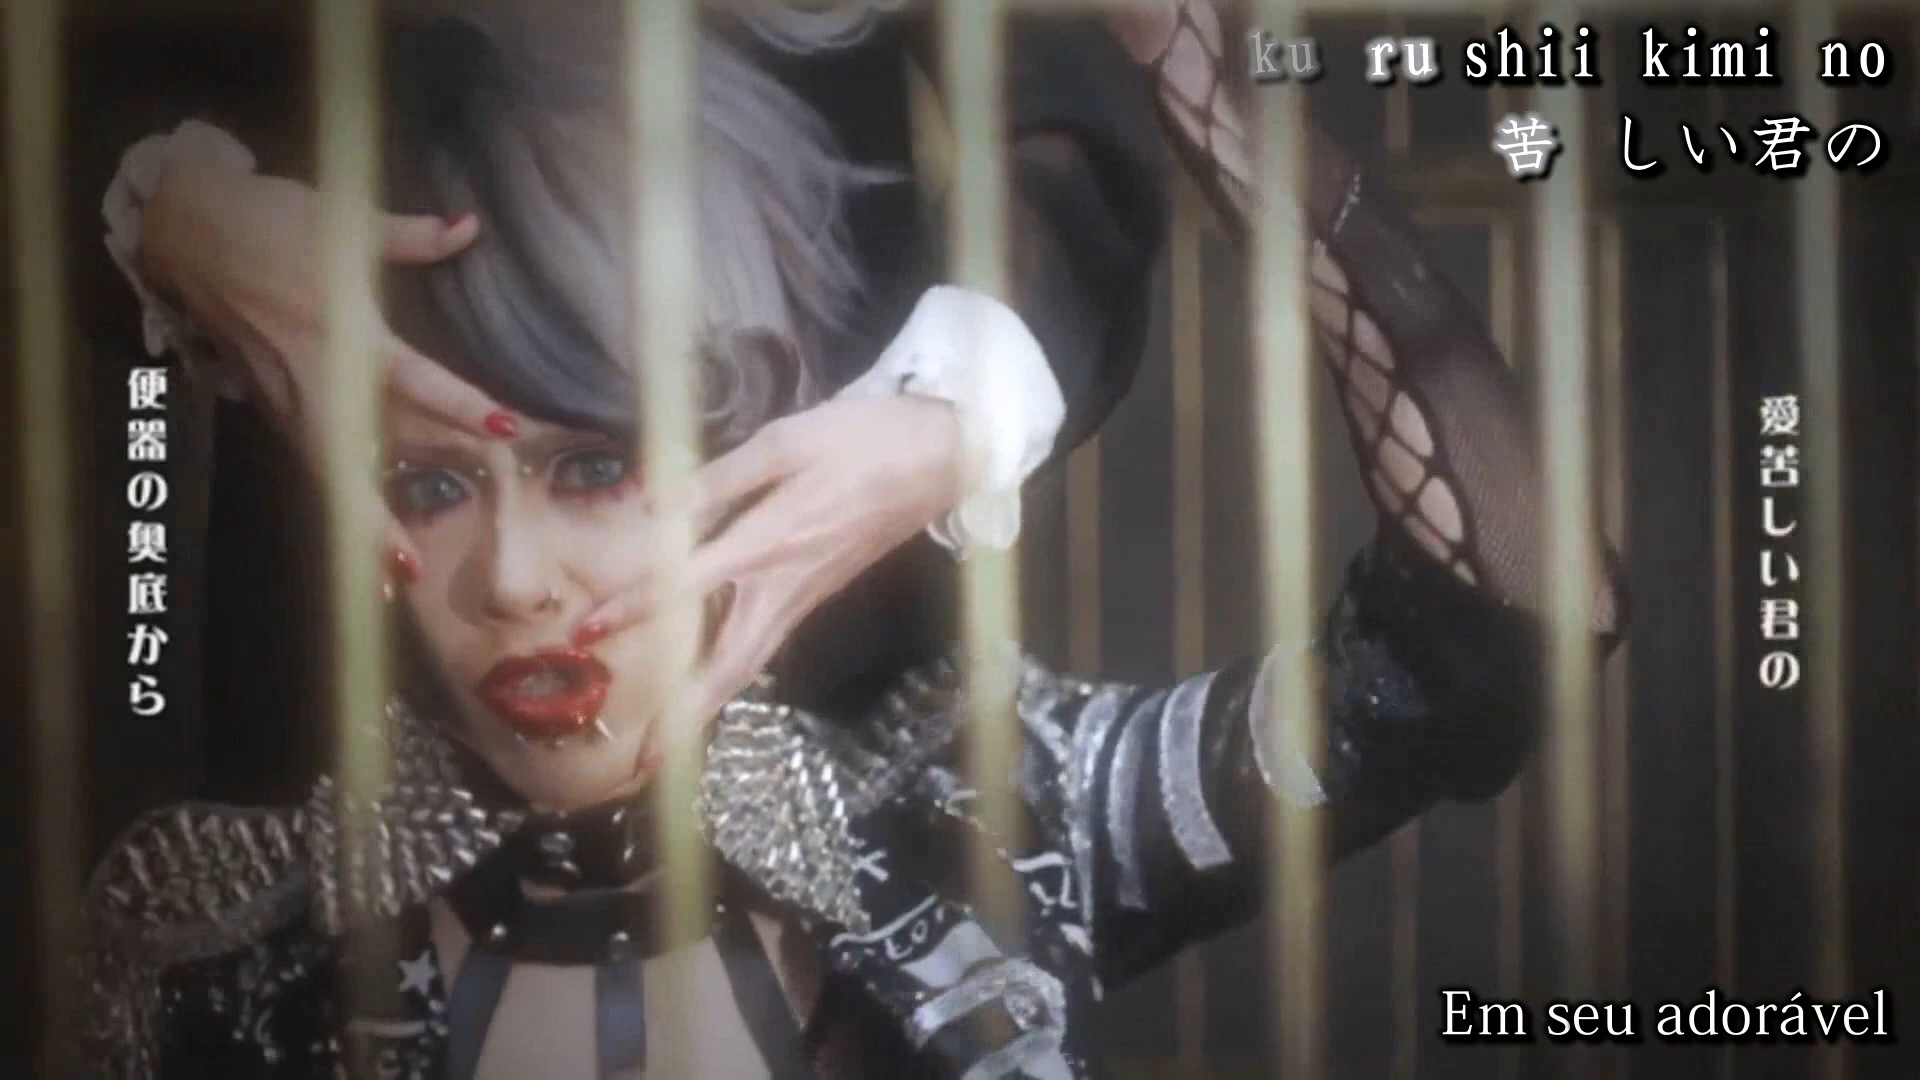 ku ru shii kimi no
苦 しい君の
愛苦しい君の
便器の奥底から
Em seu adorável